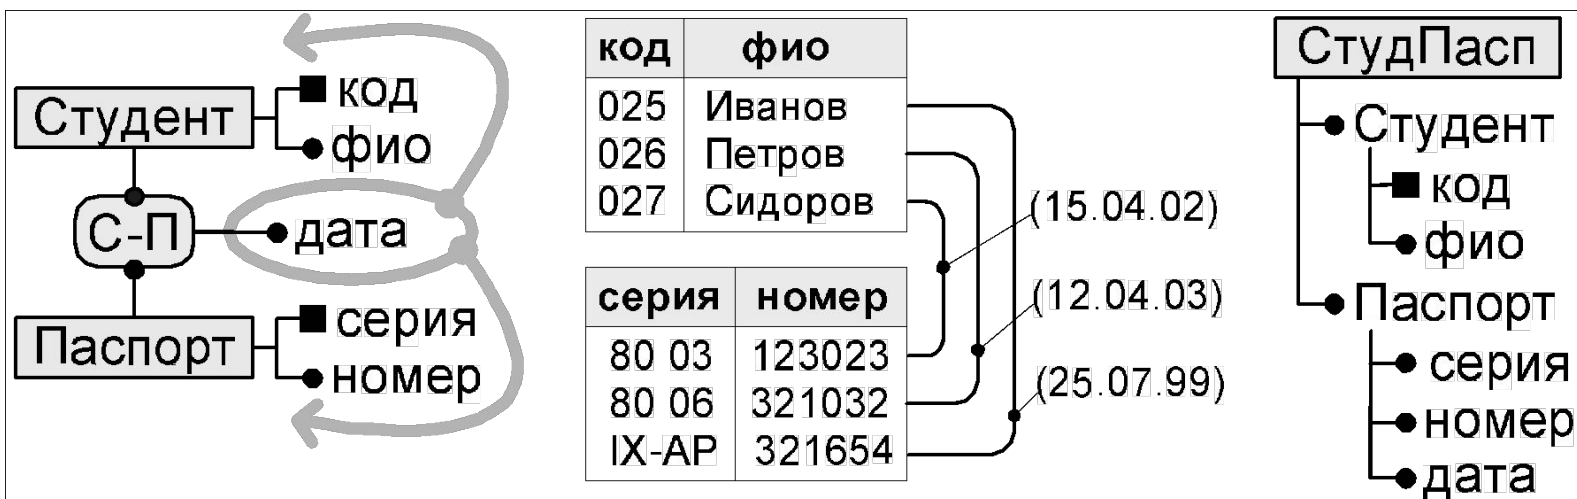 Студент
код
фио
С-П
дата
Паспорт
серия
номер
код фио
025 Иванов
026 Петров
027 Сидоров
серия номер
80 03 123023
80 06 321032
IX-AP 321654
(15.04.02)
(12.04.03)
(25.07.99)
СтудПасп
Студент
код
фио
Паспорт
серия
номер
дата